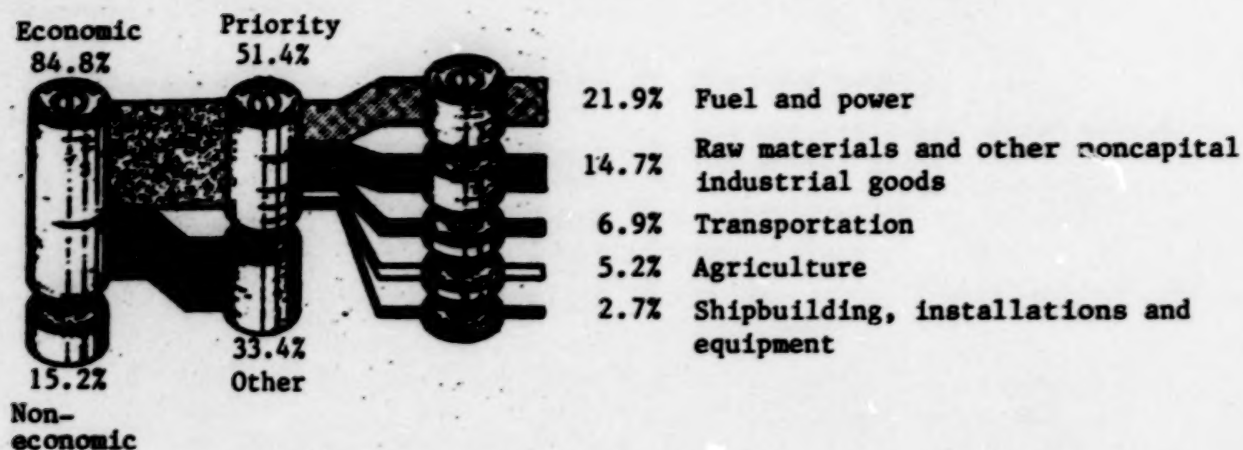 Economic
84.8%
Priority
51.4%
21.9% Fuel and power
14.7% Raw materials and other noncapital
industrial goods
6.9% Transportation
5.2% Agriculture
2.7% Shipbuilding, installations and
equipment
33.4%
Other
15.2%
Non-
economic